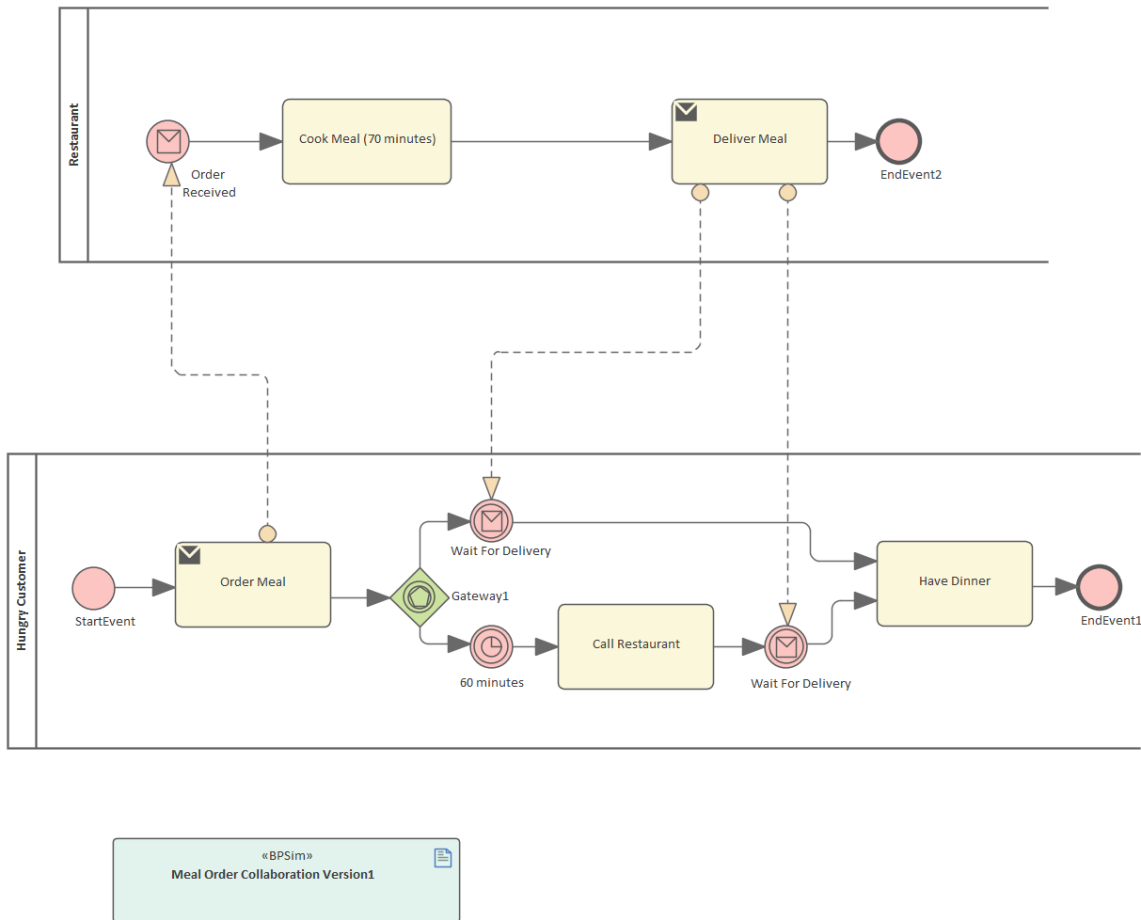 Restaurant
Cook Meal (70 minutes)
Deliver Meal
Order
Received
EndEvent2
Hungry Customer
Wait For Delivery
Order Meal
Have Dinner
Gateway1
StartEvent
EndEvent1
Call Restaurant
60 minutes
Wait For Delivery
«BPSim»
Meal Order Collaboration Version1